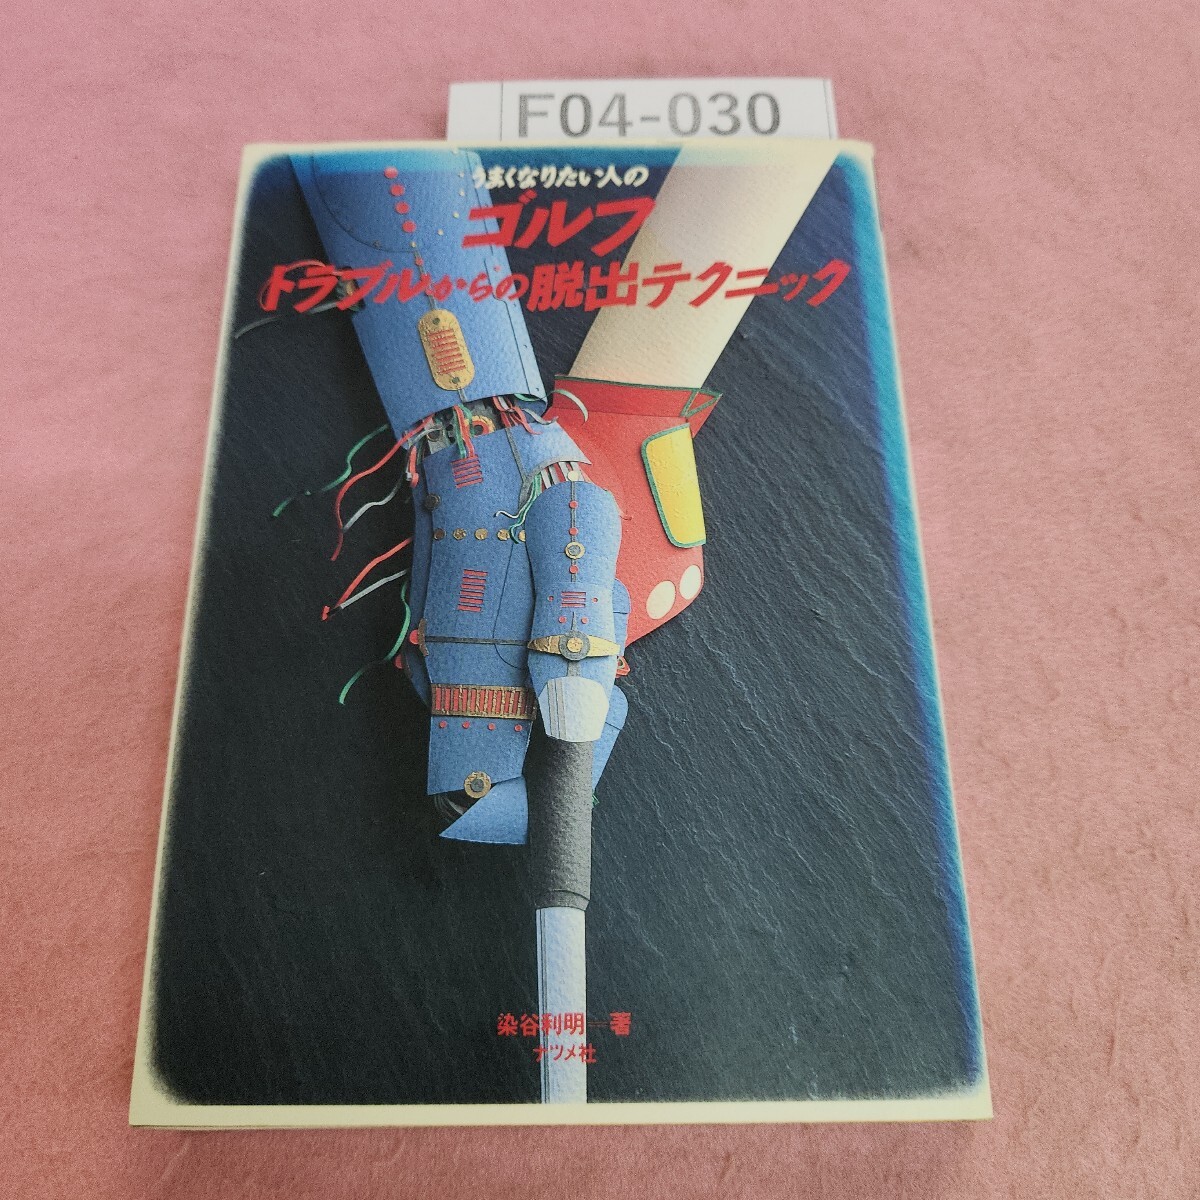 F04-030
うまくなりたい人の
ゴルフ
トラブルからの脱出テクニック
染谷利明＝著
ナツメ社